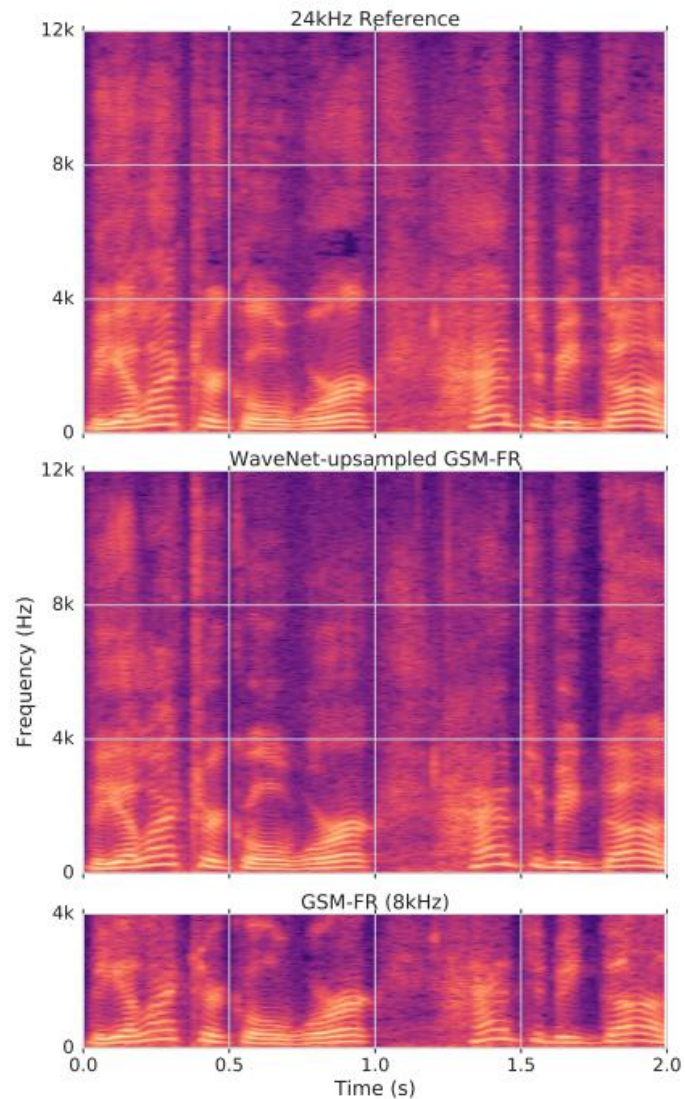 24kHz Reference
12k
8k
4k
0
WaveNet-upsampled GSM-FR
12k
8k
4k
0
Frequency (Hz)
GSM-FR (8kHz)
4k
0
0.0 0.5 1.0 1.5 2.0
Time (s)